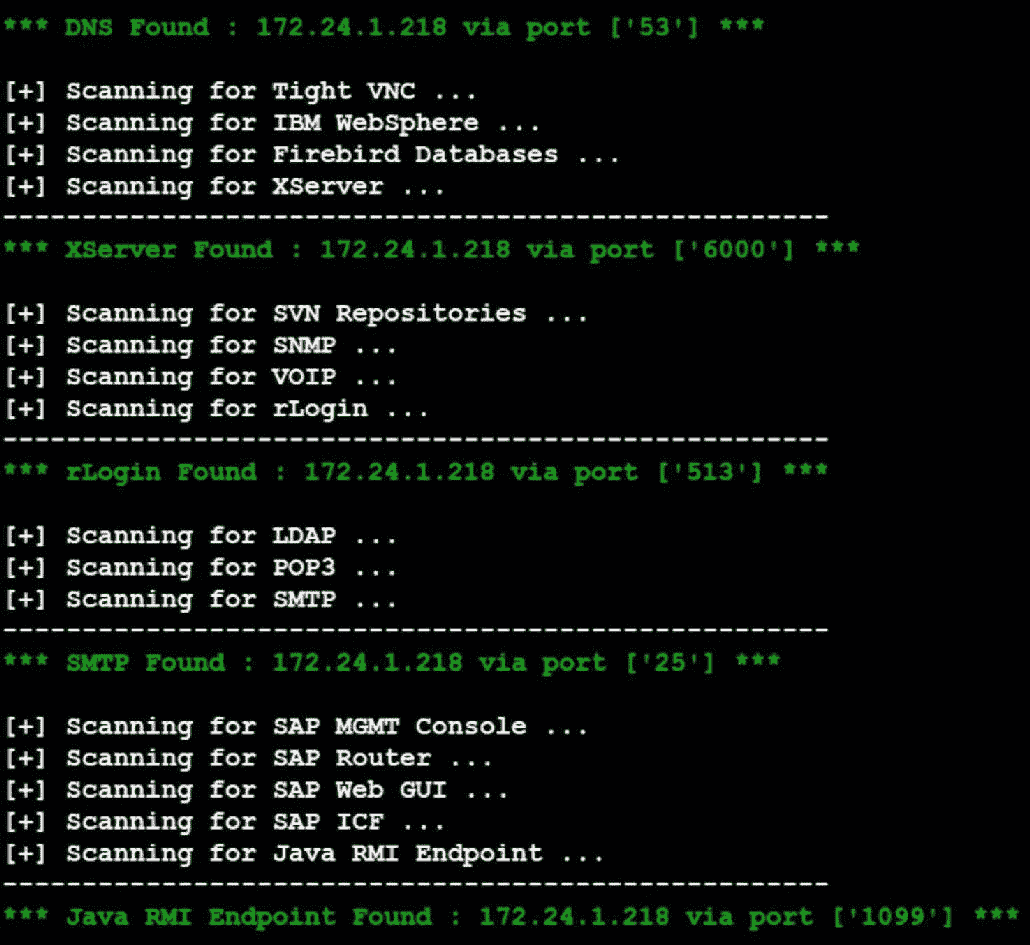 *** DNS Found : 172.24.1.218 via port ['53'] ***
[+] Scanning for Tight VNC ...
[+] Scanning for IBM WebSphere ...
[+] Scanning for Firebird Databases ...
[+] Scanning for XServer ...
----------------------------------------------------
*** XServer Found : 172.24.1.218 via port ['6000'] ***
[+] Scanning for SVN Repositories ...
[+] Scanning for SNMP ...
[+] Scanning for VOIP ...
[+] Scanning for rLogin ...
----------------------------------------------------
*** rLogin Found : 172.24.1.218 via port ['513'] ***
[+] Scanning for LDAP ...
[+] Scanning for POP3 ...
[+] Scanning for SMTP ...
----------------------------------------------------
*** SMTP Found : 172.24.1.218 via port ['25'] ***
[+] Scanning for SAP MGMT Console ...
[+] Scanning for SAP Router ...
[+] Scanning for SAP Web GUI ...
[+] Scanning for SAP ICF ...
[+] Scanning for Java RMI Endpoint ...
----------------------------------------------------
*** Java RMI Endpoint Found : 172.24.1.218 via port ['1099'] ***